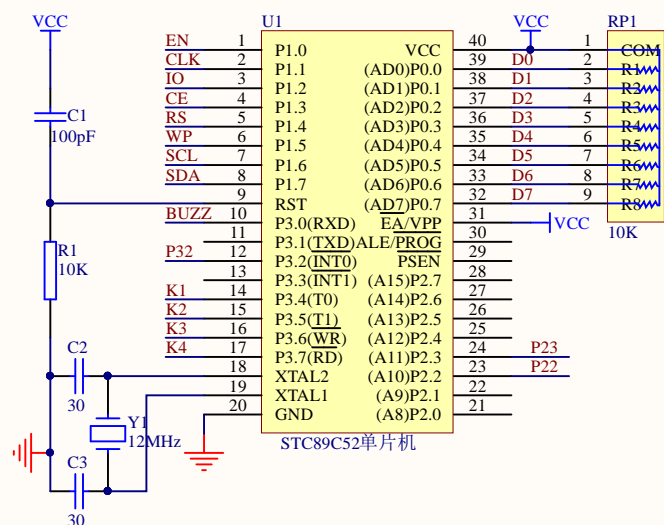 U1
RP1
VCC
VCC
EN 1 P1.0 VCC 40 1 COM
CLK 2 P1.1 (AD0)P0.0 39 D0 2 R1
IO 3 P1.2 (AD1)P0.1 38 D1 3 R2
CE 4 P1.3 (AD2)P0.2 37 D2 4 R3
RS 5 P1.4 (AD3)P0.3 36 D3 5 R4
WP 6 P1.5 (AD4)P0.4 35 D4 6 R5
SCL 7 P1.6 (AD5)P0.5 34 D5 7 R6
SDA 8 P1.7 (AD6)P0.6 33 D6 8 R7
9 RST (AD7)P0.7 32 D7 9 R8
BUZZ 10 P3.0(RXD) EA/VPP 31 VCC
11 P3.1(TXD) ALE/PROG 30
P32 12 P3.2(INT0) PSEN 29
13 P3.3(INT1) (A15)P2.7 28
K1 14 P3.4(T0) (A14)P2.6 27
K2 15 P3.5(T1) (A13)P2.5 26
K3 16 P3.6(WR) (A12)P2.4 25
K4 17 P3.7(RD) (A11)P2.3 24 P23
18 XTAL2 (A10)P2.2 23 P22
19 XTAL1 (A9)P2.1 22
20 GND (A8)P2.0 21
STC89C52单片机
10K
C1
100pF
R1
10K
C2
30
Y1
12MHz
C3
30